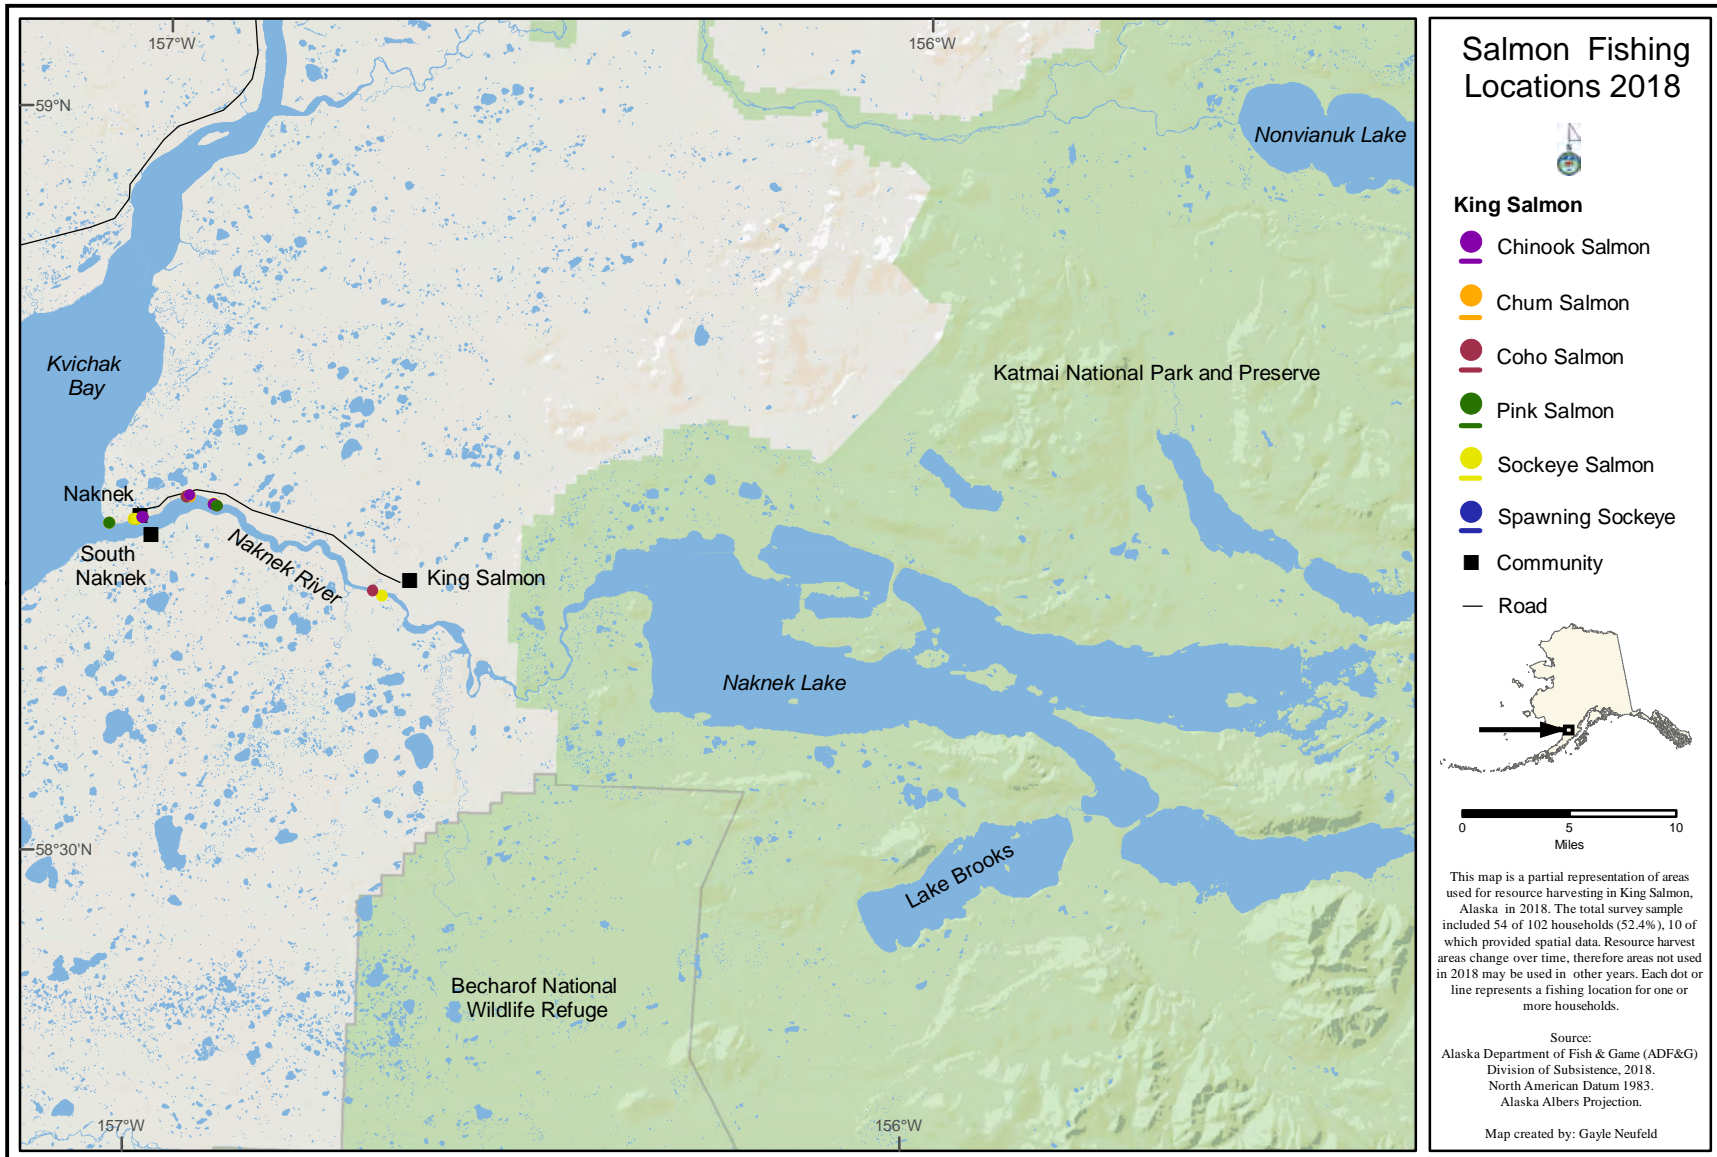 157°W
156°W
59°N
Nonvianuk Lake
Kvichak
Bay
Katmai National Park and Preserve
Naknek
South
Naknek
Naknek River
King Salmon
Naknek Lake
58°30'N
Lake Brooks
Becharof National
Wildlife Refuge
157°W
156°W
Salmon Fishing
Locations 2018
King Salmon
Chinook Salmon
Chum Salmon
Coho Salmon
Pink Salmon
Sockeye Salmon
Spawning Sockeye
Community
Road
0 5 10
Miles
This map is a partial representation of areas
used for resource harvesting in King Salmon,
Alaska in 2018. The total survey sample
included 54 of 102 households (52.4%), 10 of
which provided spatial data. Resource harvest
areas change over time, therefore areas not used
in 2018 may be used in other years. Each dot or
line represents a fishing location for one or
more households.
Source:
Alaska Department of Fish & Game (ADF&G)
Division of Subsistence, 2018.
North American Datum 1983.
Alaska Albers Projection.
Map created by: Gayle Neufeld